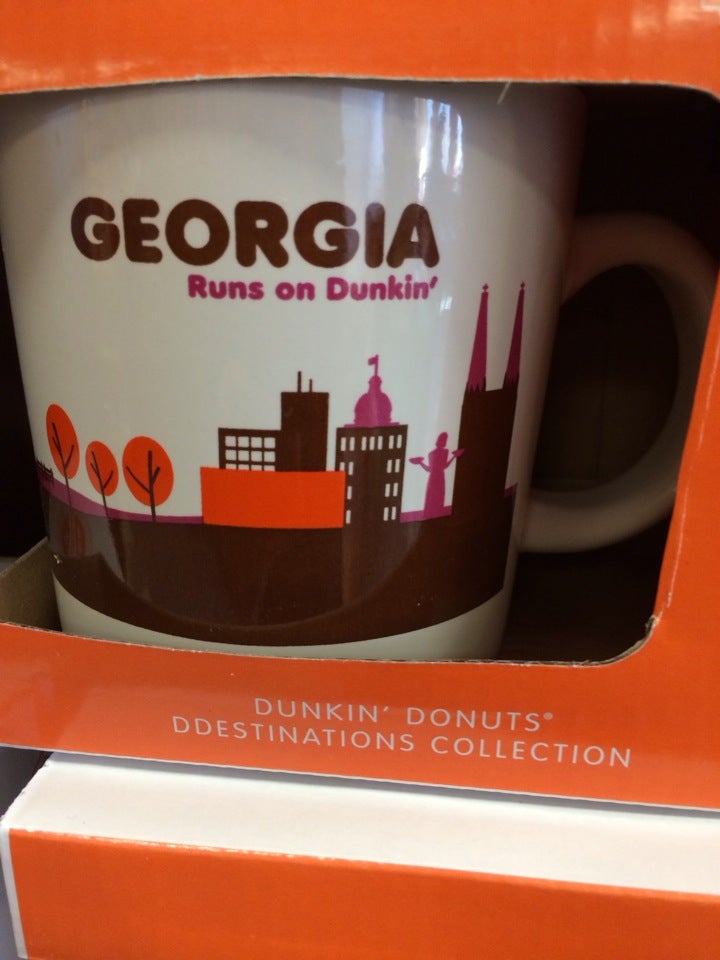 GEORGIA
Runs on Dunkin'
DUNKIN' DONUTS®
DDESTINATIONS COLLECTION